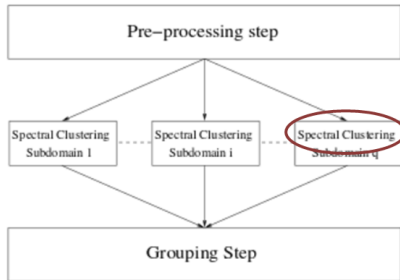 Pre-processing step
Spectral Clustering
Subdomain 1
Spectral Clustering
Subdomain i
Spectral Clustering
Subdomain q
Grouping Step